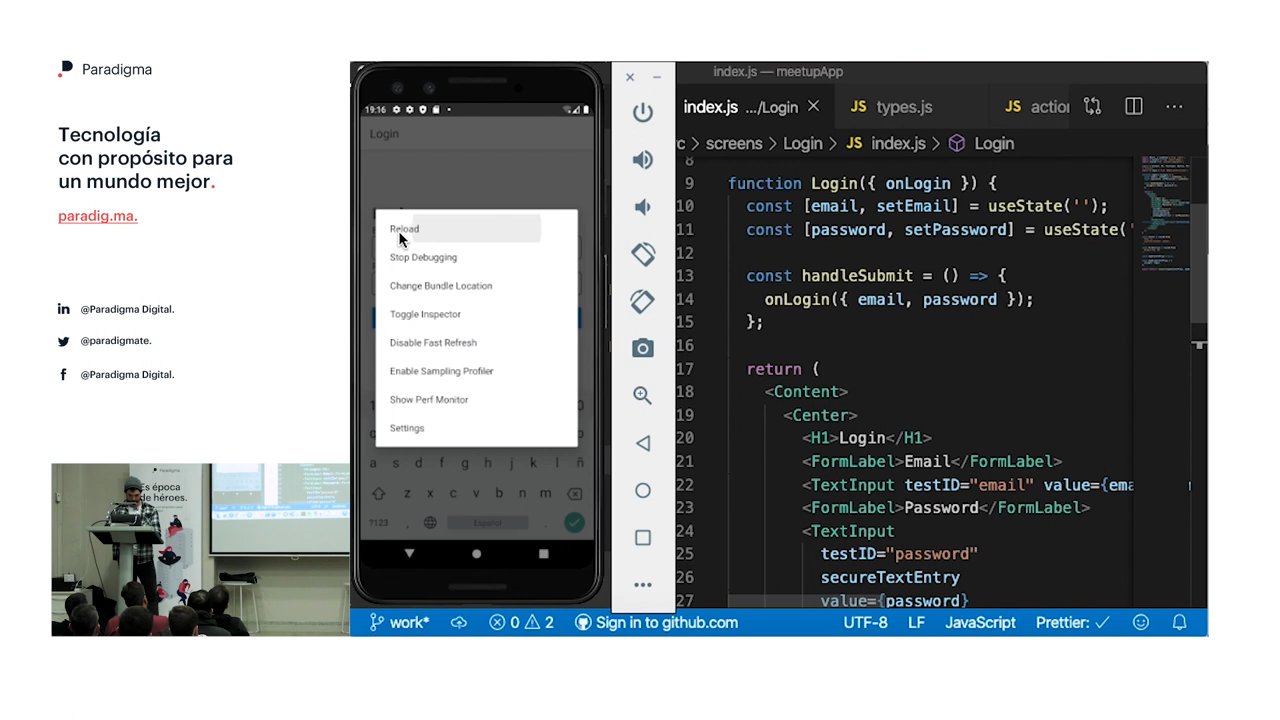 Paradigma
Tecnología
con propósito para
un mundo mejor.
paradig.ma.
@Paradigma Digital.
@paradigmate.
@Paradigma Digital.
Paradigma
Es época
de héroes.
19:16
Login
Reload
Stop Debugging
Change Bundle Location
Toggle Inspector
Disable Fast Refresh
Enable Sampling Profiler
Show Perf Monitor
Settings
a s d f g h j k l ñ
z x c v b n m
?123 , Español .
index.js — meetupApp
index.js .../Login JS types.js JS action
rc > screens > Login > JS index.js > Login
8
9 function Login({ onLogin }) {
10 const [email, setEmail] = useState('');
11 const [password, setPassword] = useState('
12
13 const handleSubmit = () => {
14 onLogin({ email, password });
15 };
16
17 return (
18 <Content>
19 <Center>
20 <H1>Login</H1>
21 <FormLabel>Email</FormLabel>
22 <TextInput testID="email" value={ema
23 <FormLabel>Password</FormLabel>
24 <TextInput
25 testID="password"
26 secureTextEntry
27 value={password}
work* 0 2 Sign in to github.com UTF-8 LF JavaScript Prettier: ✓